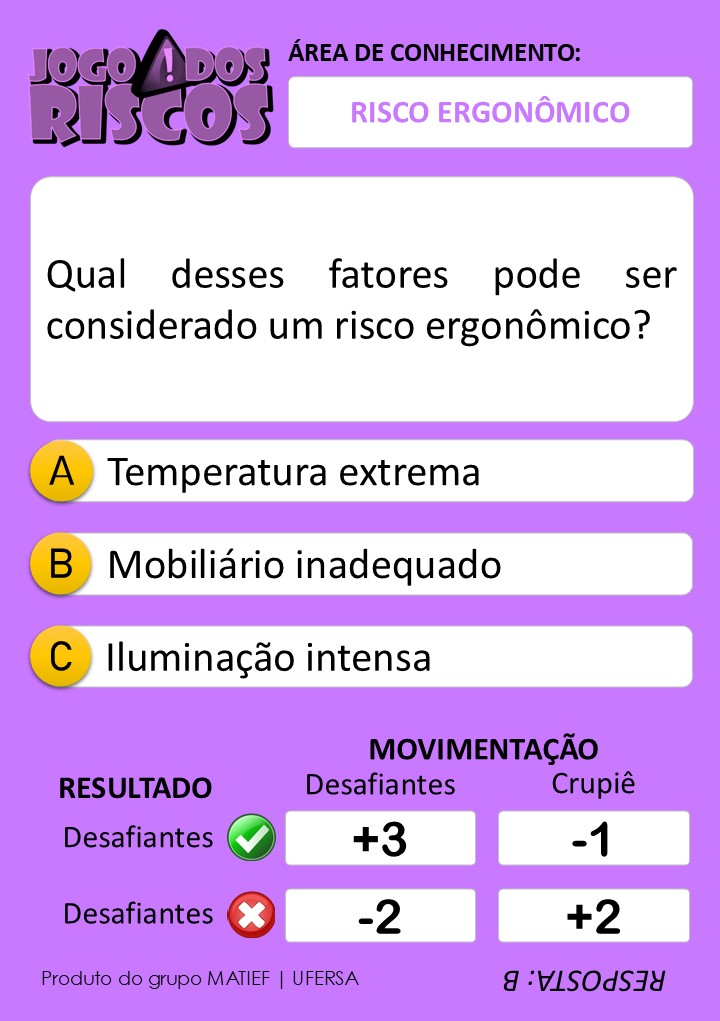 JOGO DOS
RISCOS
ÁREA DE CONHECIMENTO:
RISCO ERGONÔMICO
Qual desses fatores pode ser
considerado um risco ergonômico?
A Temperatura extrema
B Mobiliário inadequado
C Iluminação intensa
MOVIMENTAÇÃO
RESULTADO Desafiantes Crupiê
Desafiantes +3 -1
Desafiantes -2 +2
Produto do grupo MATIEF | UFERSA
RESPOSTA: B